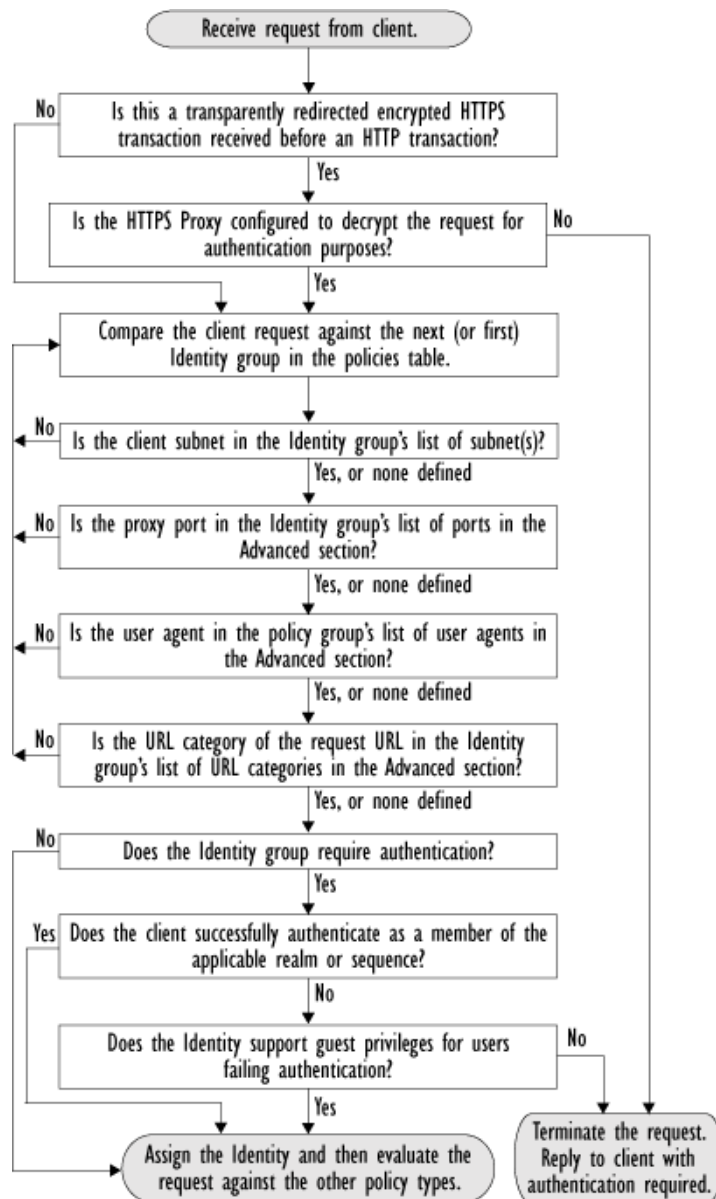 Receive request from client.
No
Is this a transparently redirected encrypted HTTPS
transaction received before an HTTP transaction?
Yes
Is the HTTPS Proxy configured to decrypt the request for
authentication purposes?
No
Yes
Compare the client request against the next (or first)
Identity group in the policies table.
No
Is the client subnet in the Identity group's list of subnet(s)?
Yes, or none defined
No
Is the proxy port in the Identity group's list of ports in the
Advanced section?
Yes, or none defined
No
Is the user agent in the policy group's list of user agents in
the Advanced section?
Yes, or none defined
No
Is the URL category of the request URL in the Identity
group's list of URL categories in the Advanced section?
Yes, or none defined
No
Does the Identity group require authentication?
Yes
Yes
Does the client successfully authenticate as a member of the
applicable realm or sequence?
No
Does the Identity support guest privileges for users
failing authentication?
No
Yes
Assign the Identity and then evaluate the
request against the other policy types.
Terminate the request.
Reply to client with
authentication required.